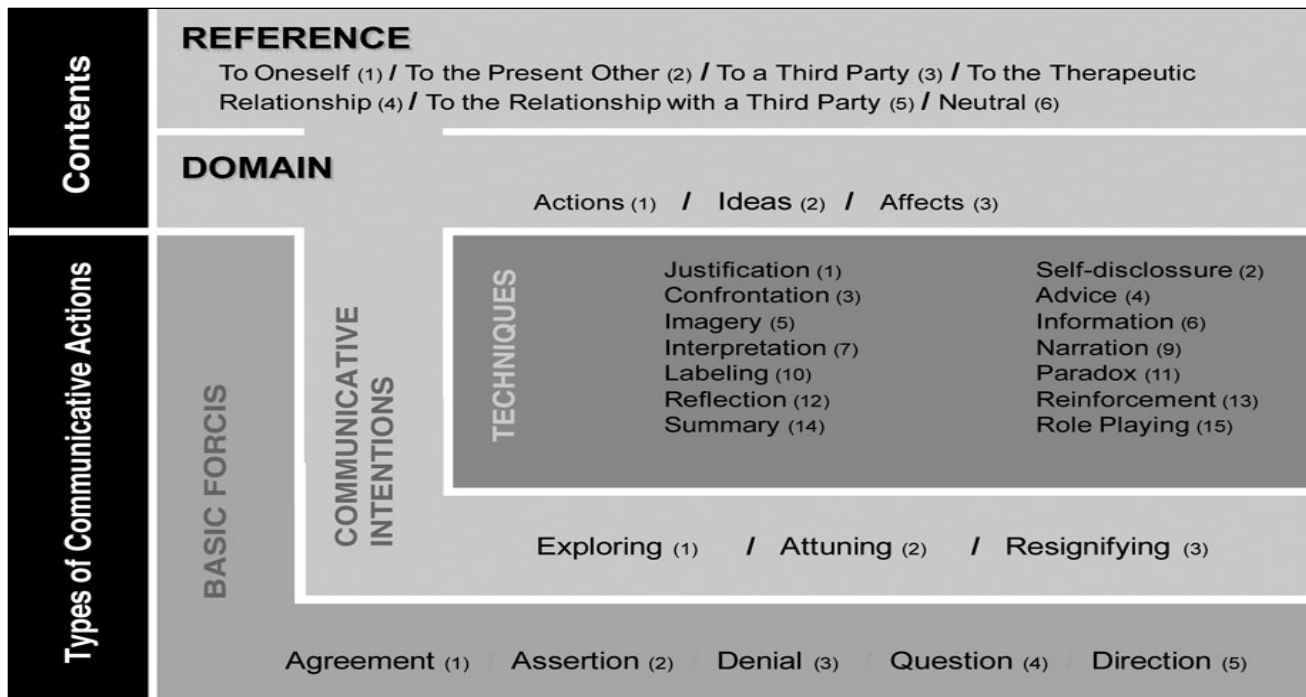 Contents
REFERENCE
To Oneself (1) / To the Present Other (2) / To a Third Party (3) / To the Therapeutic
Relationship (4) / To the Relationship with a Third Party (5) / Neutral (6)
DOMAIN
Actions (1) / Ideas (2) / Affects (3)
Types of Communicative Actions
BASIC FORCIS
COMMUNICATIVE
INTENTIONS
TECHNIQUES
Justification (1) Self-disclossure (2)
Confrontation (3) Advice (4)
Imagery (5) Information (6)
Interpretation (7) Narration (9)
Labeling (10) Paradox (11)
Reflection (12) Reinforcement (13)
Summary (14) Role Playing (15)
Exploring (1) / Attuning (2) / Resignifying (3)
Agreement (1) / Assertion (2) / Denial (3) / Question (4) / Direction (5)